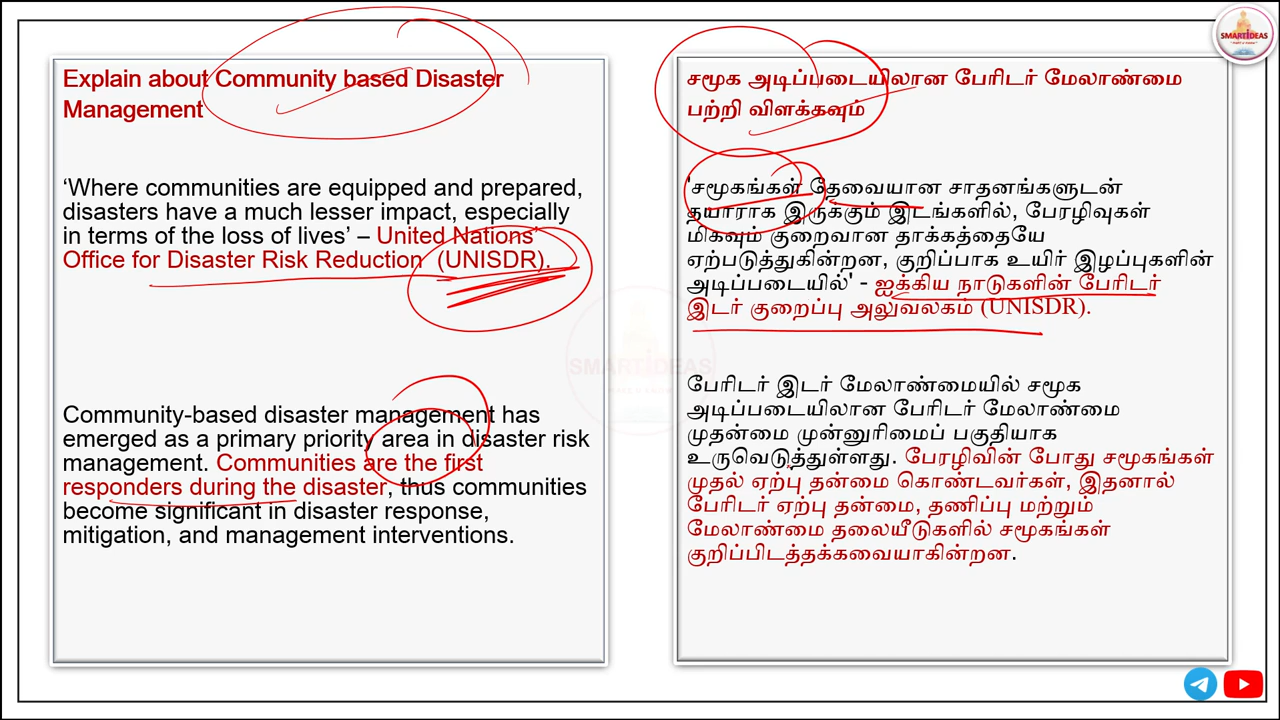 SMARTIDEAS
Explain about Community based Disaster
Management
‘Where communities are equipped and prepared,
disasters have a much lesser impact, especially
in terms of the loss of lives’ – United Nations’
Office for Disaster Risk Reduction (UNISDR).
Community-based disaster management has
emerged as a primary priority area in disaster risk
management. Communities are the first
responders during the disaster, thus communities
become significant in disaster response,
mitigation, and management interventions.
சமூக அடிப்படையிலான பேரிடர் மேலாண்மை
பற்றி விளக்கவும்
'சமூகங்கள் தேவையான சாதனங்களுடன்
தயாராக இருக்கும் இடங்களில், பேரழிவுகள்
மிகவும் குறைவான தாக்கத்தையே
ஏற்படுத்துகின்றன, குறிப்பாக உயிர் இழப்புகளின்
அடிப்படையில்' - ஐக்கிய நாடுகளின் பேரிடர்
இடர் குறைப்பு அலுவலகம் (UNISDR).
பேரிடர் இடர் மேலாண்மையில் சமூக
அடிப்படையிலான பேரிடர் மேலாண்மை
முதன்மை முன்னுரிமைப் பகுதியாக
உருவெடுத்துள்ளது. பேரழிவின் போது சமூகங்கள்
முதல் ஏற்பு தன்மை கொண்டவர்கள், இதனால்
பேரிடர் ஏற்பு தன்மை, தணிப்பு மற்றும்
மேலாண்மை தலையீடுகளில் சமூகங்கள்
குறிப்பிடத்தக்கவையாகின்றன.
SMARTIDEAS